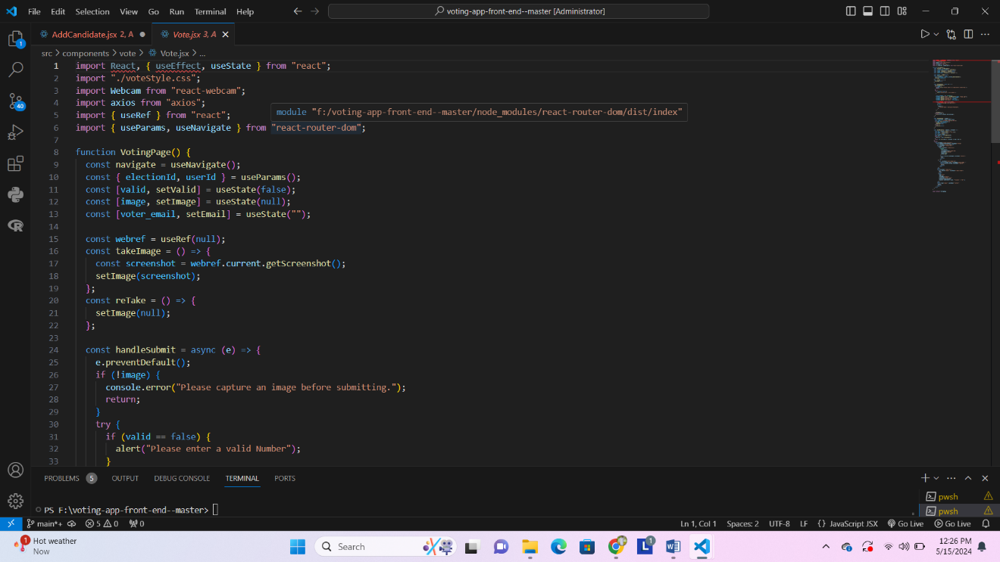 File Edit Selection View Go Run Terminal Help
voting-app-front-end--master [Administrator]
1
AddCandidate.jsx 2, A
Vote.jsx 3, A
src > components > vote > Vote.jsx > ...
1 import React, { useEffect, useState } from "react";
2 import "./voteStyle.css";
3 import Webcam from "react-webcam";
4 import axios from "axios";
5 import { useRef } from "react";
module "f:/voting-app-front-end--master/node_modules/react-router-dom/dist/index"
6 import { useParams, useNavigate } from "react-router-dom";
7
8 function VotingPage() {
9 const navigate = useNavigate();
10 const { electionId, userId } = useParams();
11 const [valid, setValid] = useState(false);
12 const [image, setImage] = useState(null);
13 const [voter_email, setEmail] = useState("");
14
15 const webref = useRef(null);
16 const takeImage = () => {
17 const screenshot = webref.current.getScreenshot();
18 setImage(screenshot);
19 };
20 const reTake = () => {
21 setImage(null);
22 };
23
24 const handleSubmit = async (e) => {
25 e.preventDefault();
26 if (!image) {
27 console.error("Please capture an image before submitting.");
28 return;
29 }
30 try {
31 if (valid == false) {
32 alert("Please enter a valid Number");
33 }
40
PROBLEMS 5 OUTPUT DEBUG CONSOLE TERMINAL PORTS
PS F:\voting-app-front-end--master>
pwsh
pwsh
main*+ 5 0 0
Ln 1, Col 1 Spaces: 2 UTF-8 LF {} JavaScript JSX Go Live Go Live
1 Hot weather
Now
Search
1
12:26 PM
5/15/2024